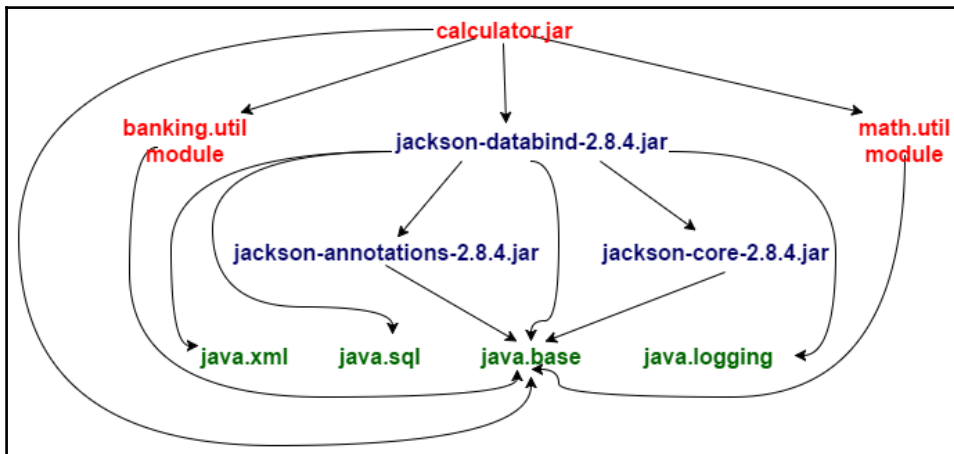 calculator.jar
banking.util
module
jackson-databind-2.8.4.jar
math.util
module
jackson-annotations-2.8.4.jar
jackson-core-2.8.4.jar
java.xml
java.sql
java.base
java.logging